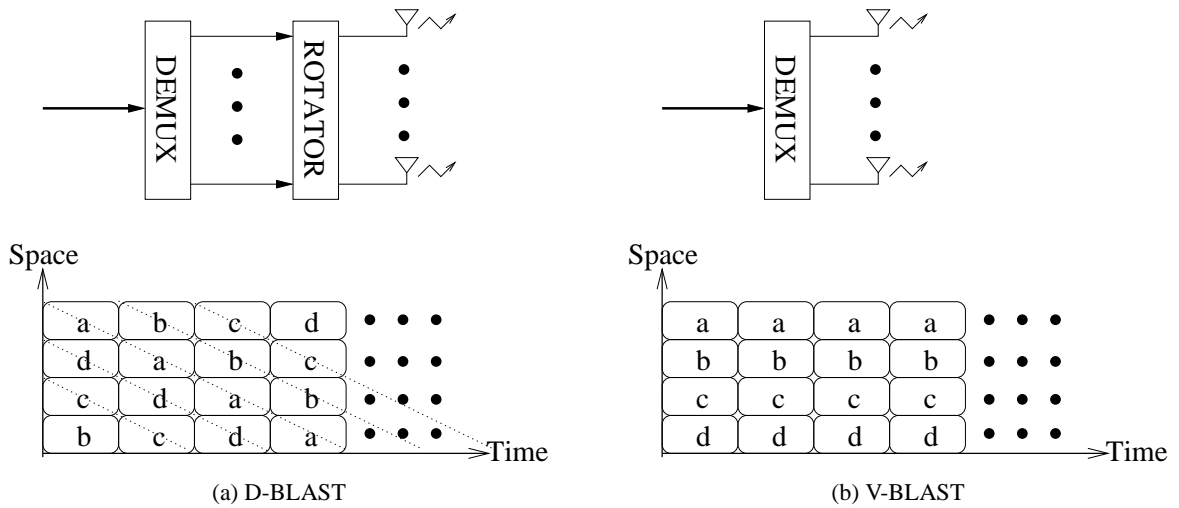 DEMUX
ROTATOR
DEMUX
Space
a b c d
d a b c
c d a b
b c d a
Time
(a) D-BLAST
Space
a a a a
b b b b
c c c c
d d d d
Time
(b) V-BLAST